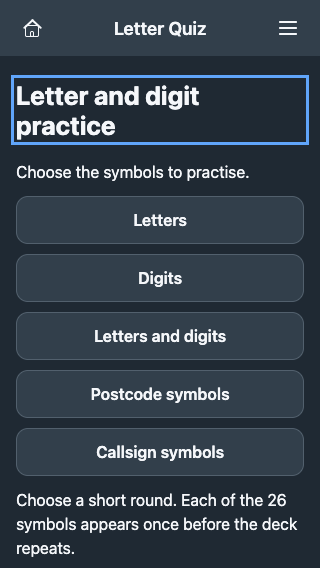 Letter Quiz
Letter and digit
practice
Choose the symbols to practise.
Letters
Digits
Letters and digits
Postcode symbols
Callsign symbols
Choose a short round. Each of the 26
symbols appears once before the deck
repeats.